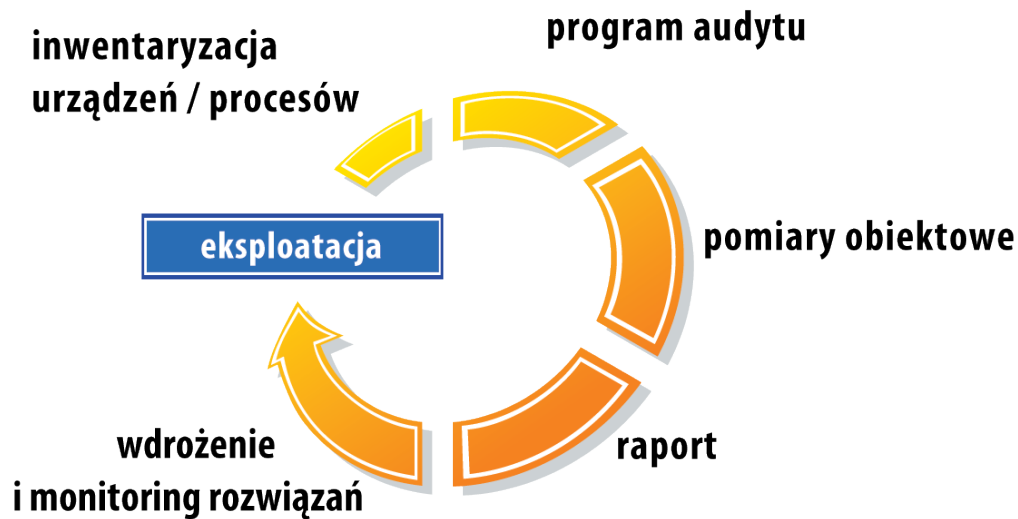 inwentaryzacja
urządzeń / procesów
program audytu
pomiary obiektowe
raport
wdrożenie
i monitoring rozwiązań
eksploatacja